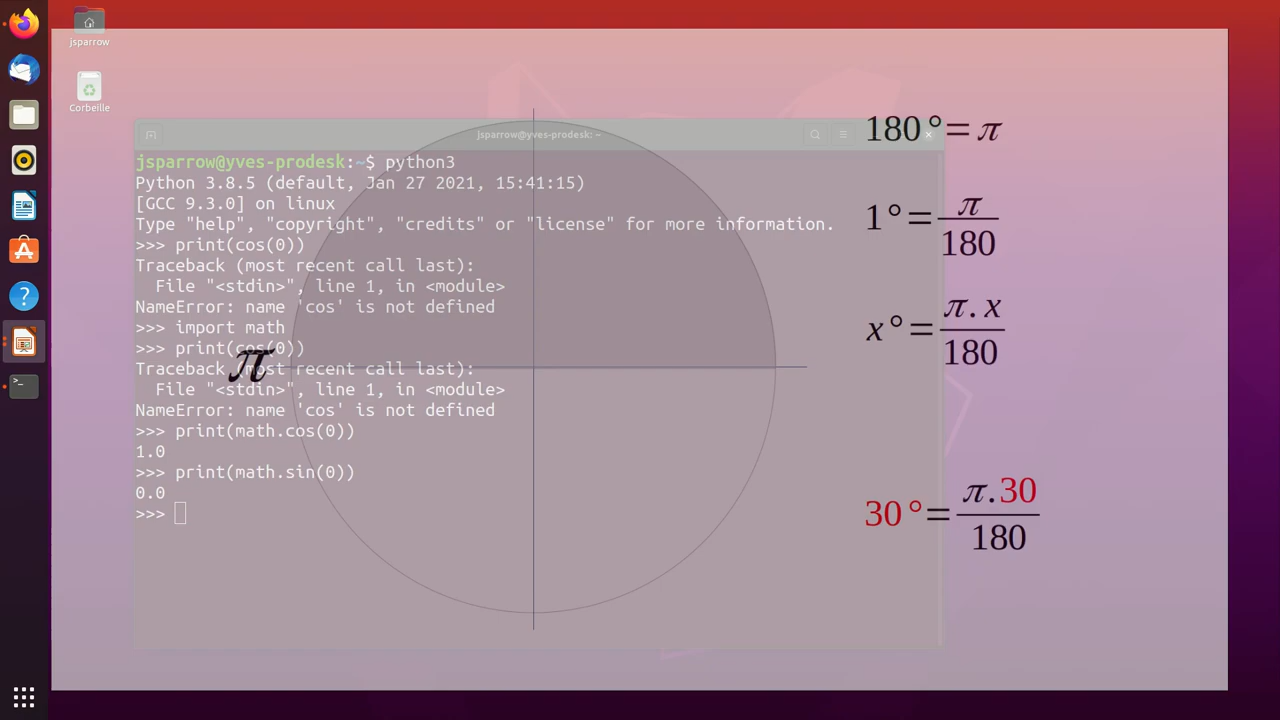 jsparrow
Corbeille
jsparrow@yves-prodesk: ~
jsparrow@yves-prodesk:~$ python3
Python 3.8.5 (default, Jan 27 2021, 15:41:15)
[GCC 9.3.0] on linux
Type "help", "copyright", "credits" or "license" for more information.
>>> print(cos(0))
Traceback (most recent call last):
  File "<stdin>", line 1, in <module>
NameError: name 'cos' is not defined
>>> import math
>>> print(cos(0))
Traceback (most recent call last):
  File "<stdin>", line 1, in <module>
NameError: name 'cos' is not defined
>>> print(math.cos(0))
1.0
>>> print(math.sin(0))
0.0
>>>
π
180°=π
1°=π/180
x°=π.x/180
30°=π.30/180